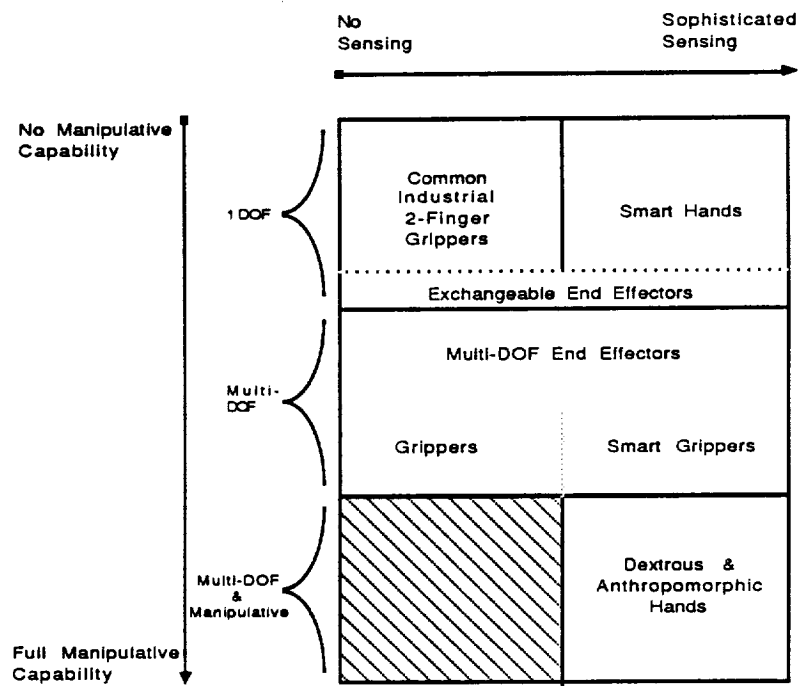 No
Sensing
Sophisticated
Sensing
No Manipulative
Capability
1 DOF
Common
Industrial
2-Finger
Grippers
Smart Hands
Exchangeable End Effectors
Multi-
DOF
Multi-DOF End Effectors
Grippers
Smart Grippers
Multi-DOF
&
Manipulative
Dextrous &
Anthropomorphic
Hands
Full Manipulative
Capability